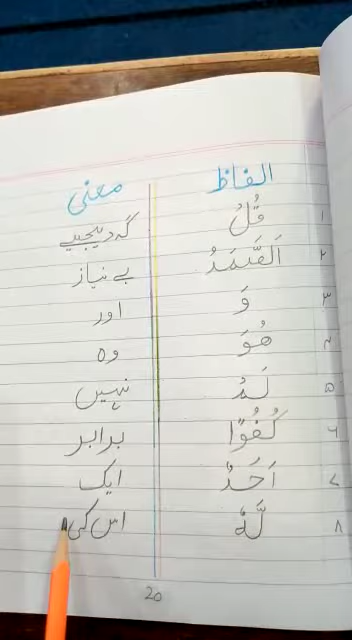 الفاظ معنی
۱ قُلْ کہ دیجیے
۲ اَلصَّمَدُ بے نیاز
۳ وَ اور
۴ هُوَ وہ
۵ لَمْ نہیں
۶ كُفُوًا برابر
۷ اَحَدٌ ایک
۸ لَّهٗ اس کی
20